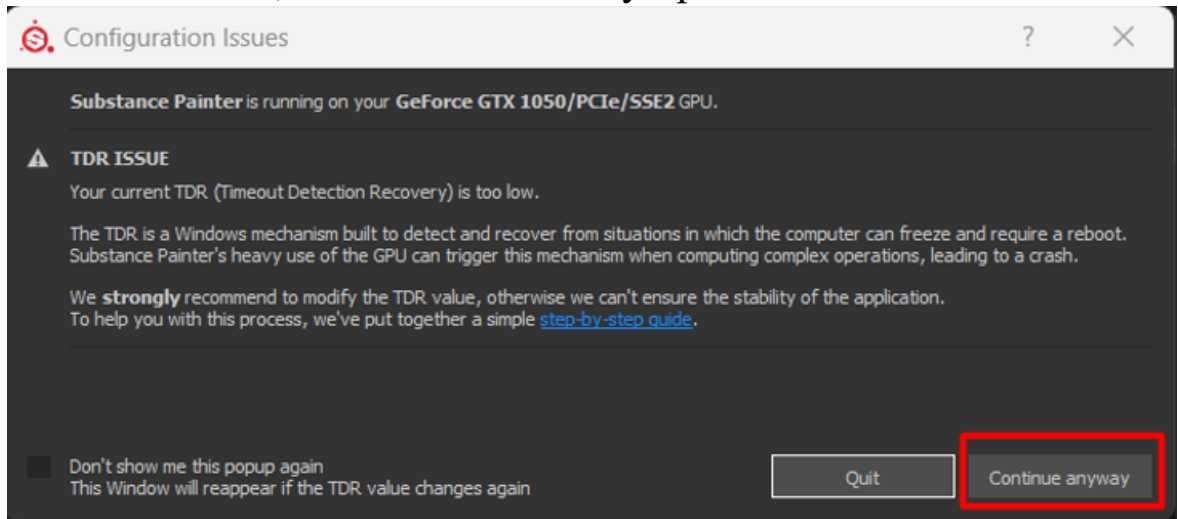 Configuration Issues
Substance Painter is running on your GeForce GTX 1050/PCIe/SSE2 GPU.
TDR ISSUE
Your current TDR (Timeout Detection Recovery) is too low.
The TDR is a Windows mechanism built to detect and recover from situations in which the computer can freeze and require a reboot.
Substance Painter's heavy use of the GPU can trigger this mechanism when computing complex operations, leading to a crash.
We strongly recommend to modify the TDR value, otherwise we can't ensure the stability of the application.
To help you with this process, we've put together a simple step-by-step guide.
Don't show me this popup again
This Window will reappear if the TDR value changes again
Quit
Continue anyway